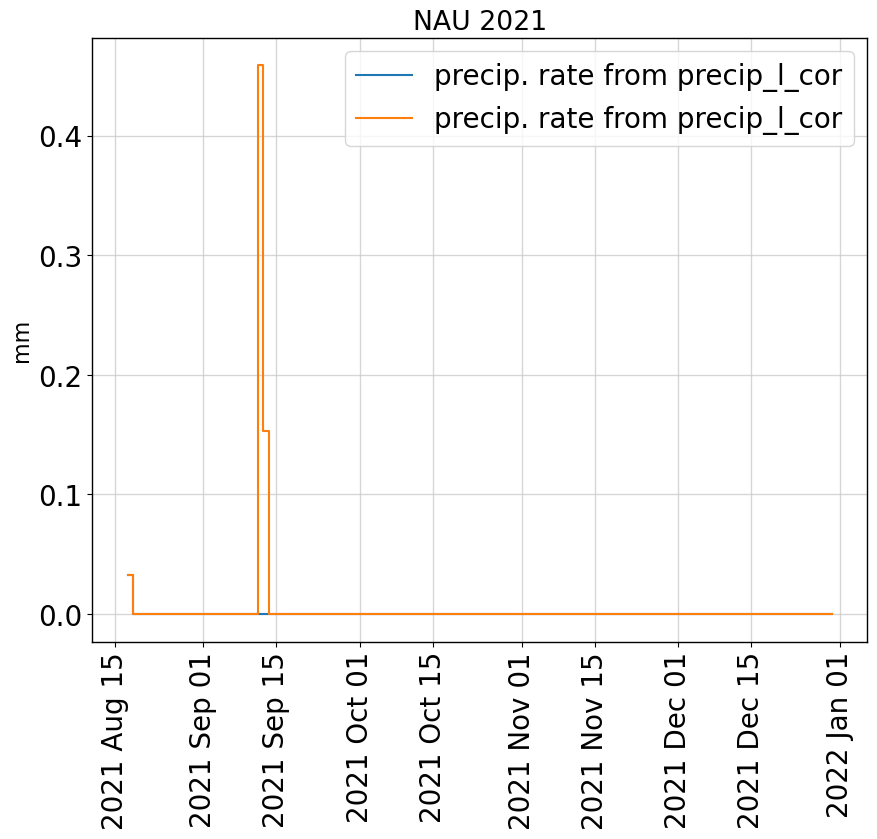 NAU 2021
precip. rate from precip_l_cor
precip. rate from precip_l_cor
mm
0.4
0.3
0.2
0.1
0.0
2021 Aug 15
2021 Sep 01
2021 Sep 15
2021 Oct 01
2021 Oct 15
2021 Nov 01
2021 Nov 15
2021 Dec 01
2021 Dec 15
2022 Jan 01